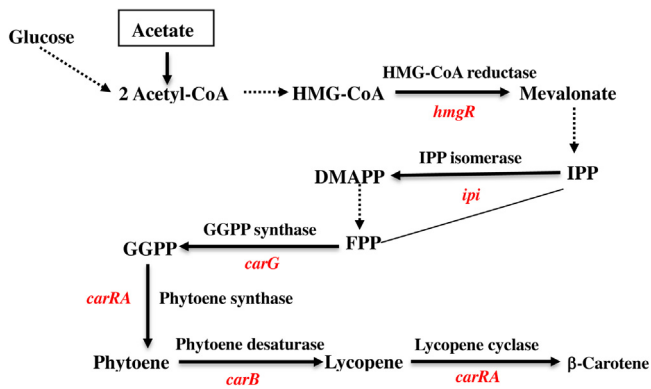 Glucose
Acetate
2 Acetyl-CoA
HMG-CoA
HMG-CoA reductase
hmgR
Mevalonate
DMAPP
IPP isomerase
ipi
IPP
GGPP
GGPP synthase
carG
FPP
carRA
Phytoene synthase
Phytoene
Phytoene desaturase
carB
Lycopene
Lycopene cyclase
carRA
β-Carotene